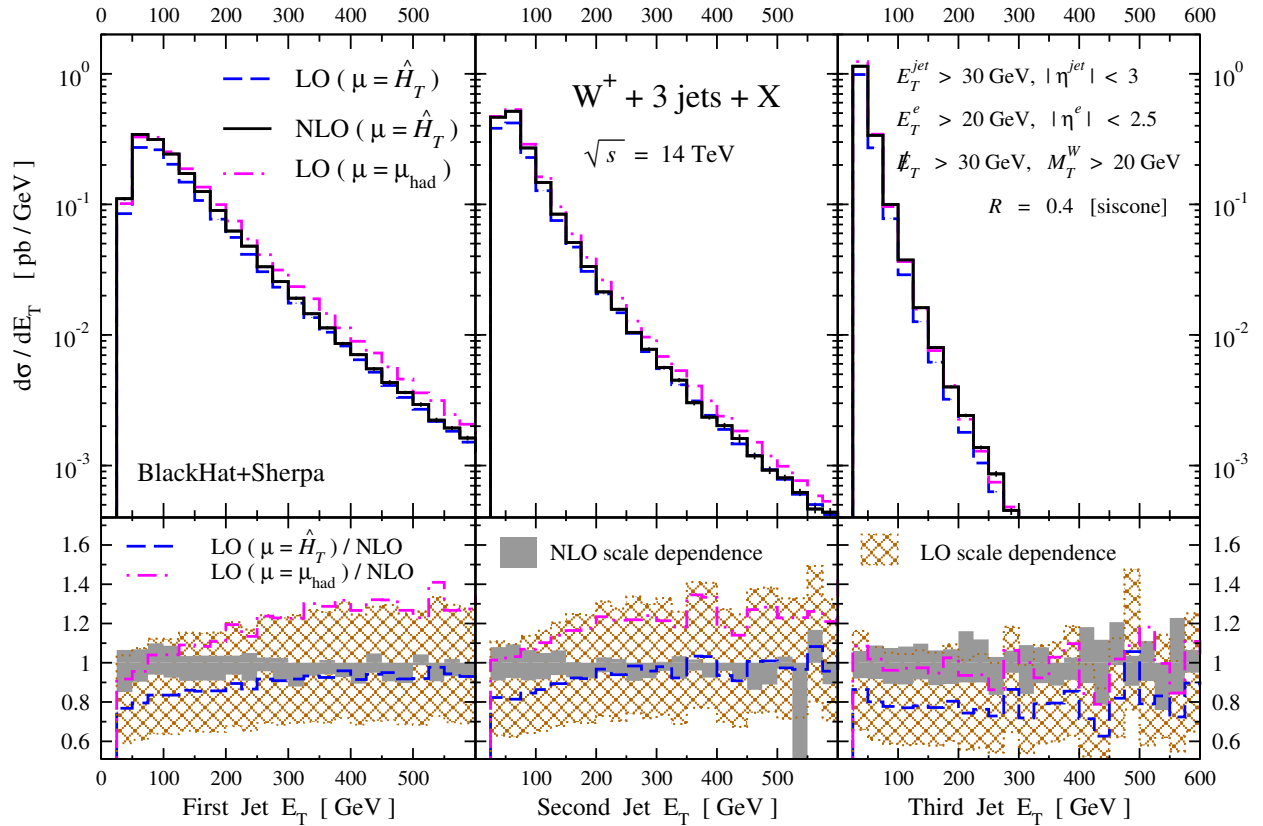 0 100 200 300 400 500
0 100 200 300 400 500
0 100 200 300 400 500 600
10^0
10^-1
10^-2
10^-3
dσ / dE_T [ pb / GeV ]
LO ( μ = Ĥ_T )
NLO ( μ = Ĥ_T )
LO ( μ = μ_had )
BlackHat+Sherpa
W^+ + 3 jets + X
√s = 14 TeV
E_T^jet > 30 GeV, | η^jet | < 3
E_T^e > 20 GeV, | η^e | < 2.5
E̸_T > 30 GeV, M_T^W > 20 GeV
R = 0.4 [siscone]
10^0
10^-1
10^-2
10^-3
1.6
1.4
1.2
1
0.8
0.6
LO ( μ = Ĥ_T ) / NLO
LO ( μ = μ_had ) / NLO
NLO scale dependence
LO scale dependence
1.6
1.4
1.2
1
0.8
0.6
100 200 300 400 500
100 200 300 400 500
100 200 300 400 500 600
First Jet E_T [ GeV ]
Second Jet E_T [ GeV ]
Third Jet E_T [ GeV ]